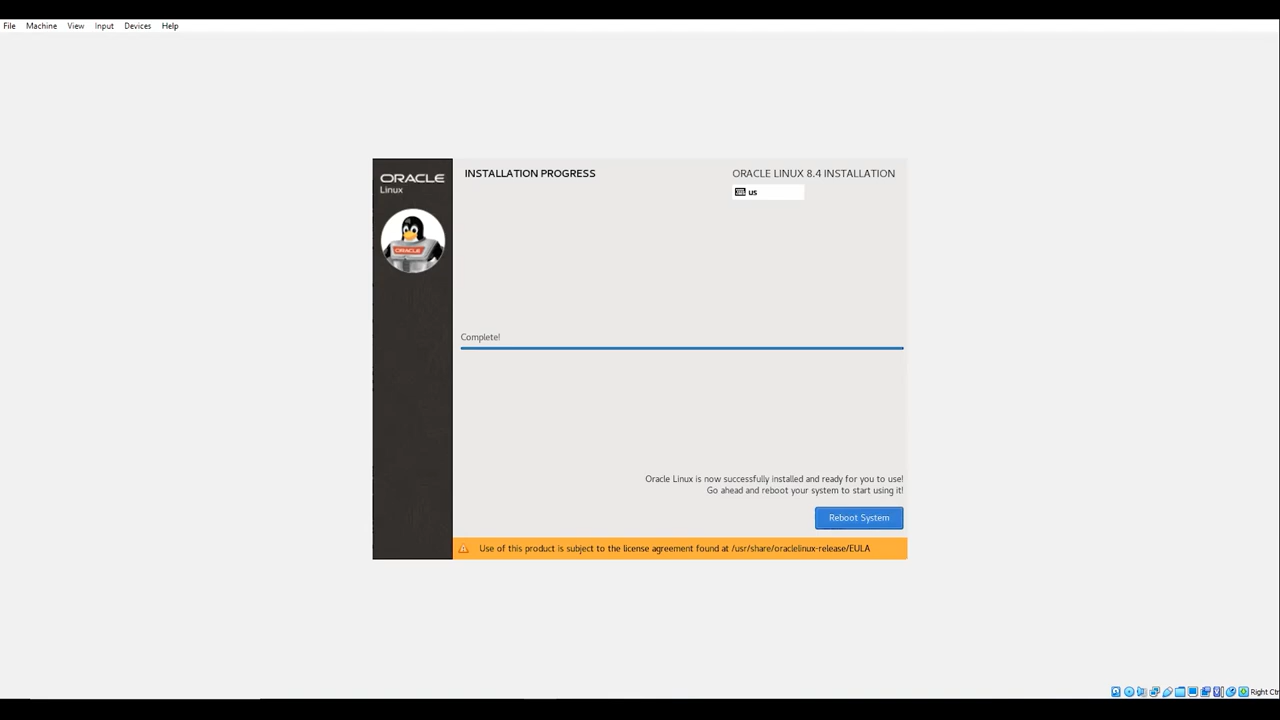 File Machine View Input Devices Help
ORACLE
Linux
ORACLE
INSTALLATION PROGRESS
ORACLE LINUX 8.4 INSTALLATION
us
Complete!
Oracle Linux is now successfully installed and ready for you to use!
Go ahead and reboot your system to start using it!
Reboot System
Use of this product is subject to the license agreement found at /usr/share/oraclelinux-release/EULA
Right Ctr